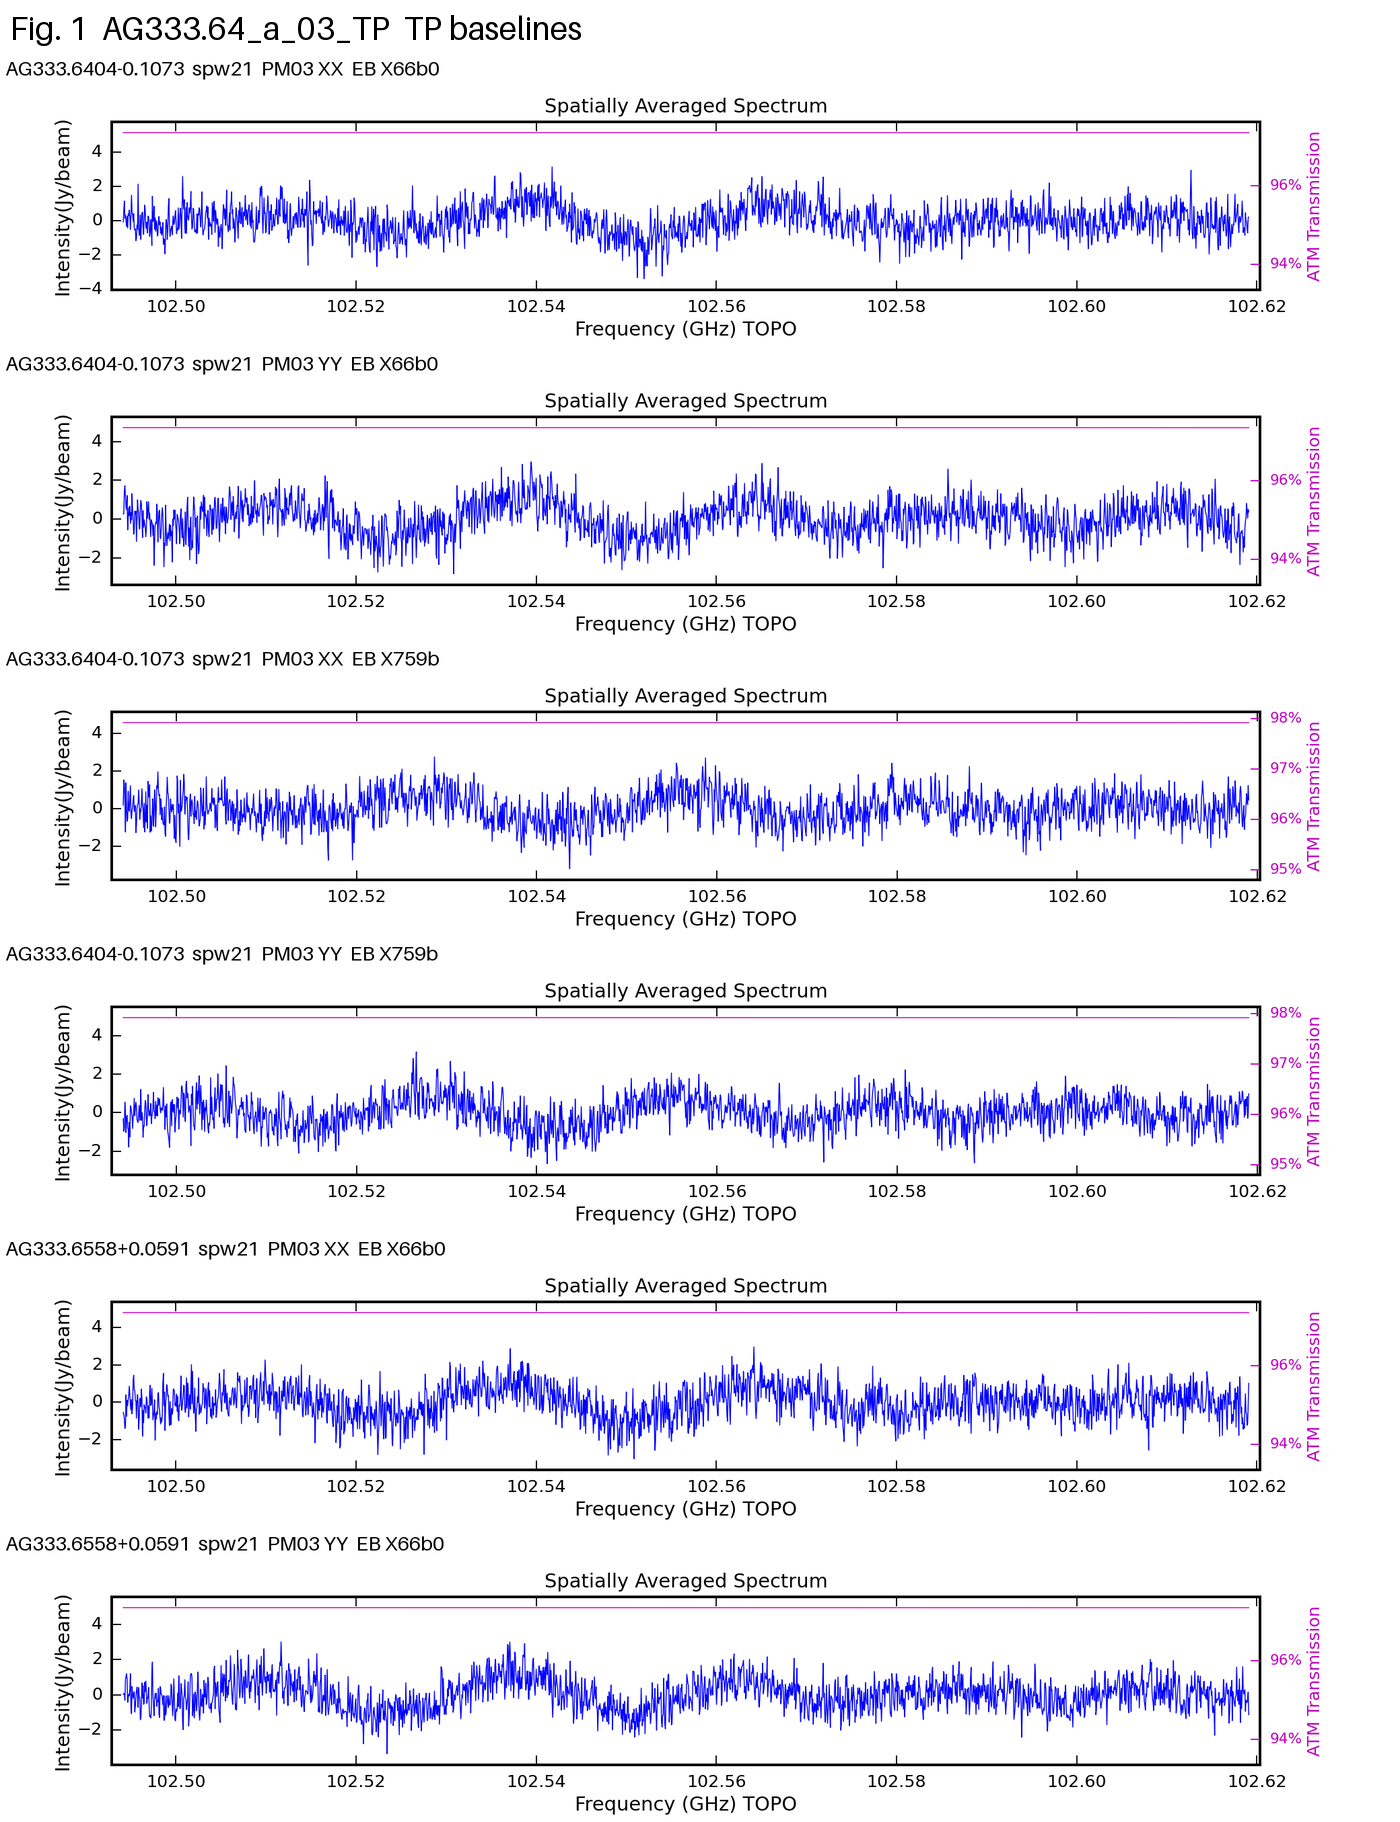 Fig. 1 AG333.64_a_03_TP TP baselines
AG333.6404-0.1073 spw21 PM03 XX EB X66b0
Spatially Averaged Spectrum
Intensity(Jy/beam)
4
2
0
−2
−4
96%
94%
ATM Transmission
102.50 102.52 102.54 102.56 102.58 102.60 102.62
Frequency (GHz) TOPO
AG333.6404-0.1073 spw21 PM03 YY EB X66b0
Spatially Averaged Spectrum
Intensity(Jy/beam)
4
2
0
−2
96%
94%
ATM Transmission
102.50 102.52 102.54 102.56 102.58 102.60 102.62
Frequency (GHz) TOPO
AG333.6404-0.1073 spw21 PM03 XX EB X759b
Spatially Averaged Spectrum
Intensity(Jy/beam)
4
2
0
−2
98%
97%
96%
95%
ATM Transmission
102.50 102.52 102.54 102.56 102.58 102.60 102.62
Frequency (GHz) TOPO
AG333.6404-0.1073 spw21 PM03 YY EB X759b
Spatially Averaged Spectrum
Intensity(Jy/beam)
4
2
0
−2
98%
97%
96%
95%
ATM Transmission
102.50 102.52 102.54 102.56 102.58 102.60 102.62
Frequency (GHz) TOPO
AG333.6558+0.0591 spw21 PM03 XX EB X66b0
Spatially Averaged Spectrum
Intensity(Jy/beam)
4
2
0
−2
96%
94%
ATM Transmission
102.50 102.52 102.54 102.56 102.58 102.60 102.62
Frequency (GHz) TOPO
AG333.6558+0.0591 spw21 PM03 YY EB X66b0
Spatially Averaged Spectrum
Intensity(Jy/beam)
4
2
0
−2
96%
94%
ATM Transmission
102.50 102.52 102.54 102.56 102.58 102.60 102.62
Frequency (GHz) TOPO